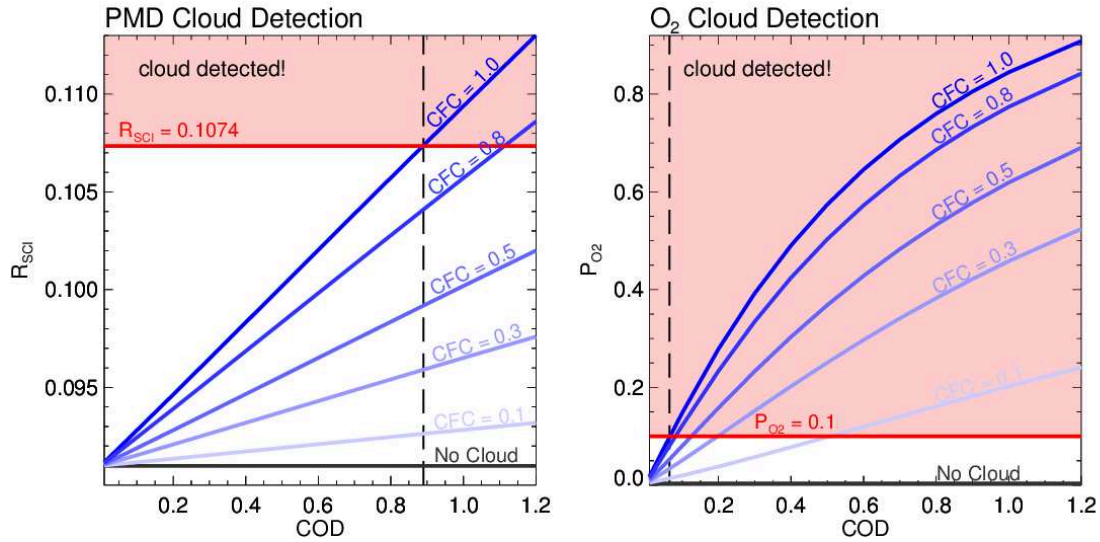 PMD Cloud Detection
cloud detected!
R_SCI = 0.1074
CFC = 1.0
CFC = 0.8
CFC = 0.5
CFC = 0.3
CFC = 0.1
No Cloud
0.110
0.105
0.100
0.095
R_SCI
0.2 0.4 0.6 0.8 1.0 1.2
COD
O₂ Cloud Detection
cloud detected!
CFC = 1.0
CFC = 0.8
CFC = 0.5
CFC = 0.3
CFC = 0.1
P_O2 = 0.1
No Cloud
0.8
0.6
0.4
0.2
0.0
P_O2
0.2 0.4 0.6 0.8 1.0 1.2
COD